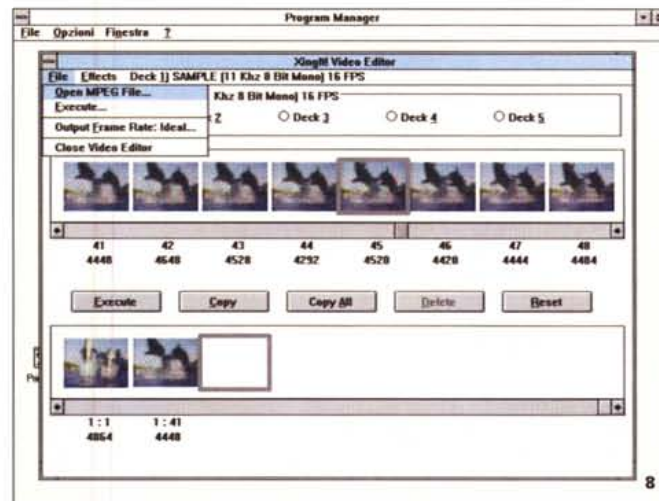 Program Manager
File Opzioni Finestra ?
XingIt! Video Editor
File Effects Deck 1] SAMPLE (11 Khz 8 Bit Mono) 16 FPS
Open MPEG File...
Execute...
Output Frame Rate: Ideal...
Close Video Editor
Khz 8 Bit Mono) 16 FPS
2 Deck 3 Deck 4 Deck 5
41 42 43 44 45 46 47 48
4448 4648 4528 4292 4520 4420 4444 4484
Execute Copy Copy All Delete Reset
1 : 1 1 : 41
4864 4448
8